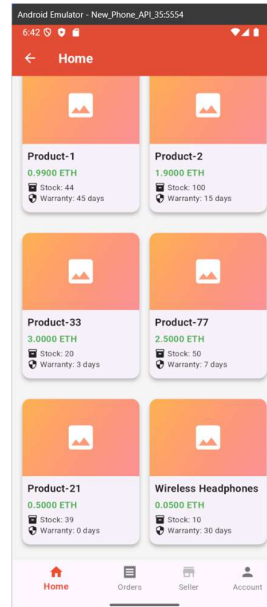 Android Emulator - New_Phone_API_35:5554
6:42
Home
Product-1
0.9900 ETH
Stock: 44
Warranty: 45 days
Product-2
1.9000 ETH
Stock: 100
Warranty: 15 days
Product-33
3.0000 ETH
Stock: 20
Warranty: 3 days
Product-77
2.5000 ETH
Stock: 50
Warranty: 7 days
Product-21
0.5000 ETH
Stock: 39
Warranty: 0 days
Wireless Headphones
0.0500 ETH
Stock: 10
Warranty: 30 days
Home
Orders
Seller
Account